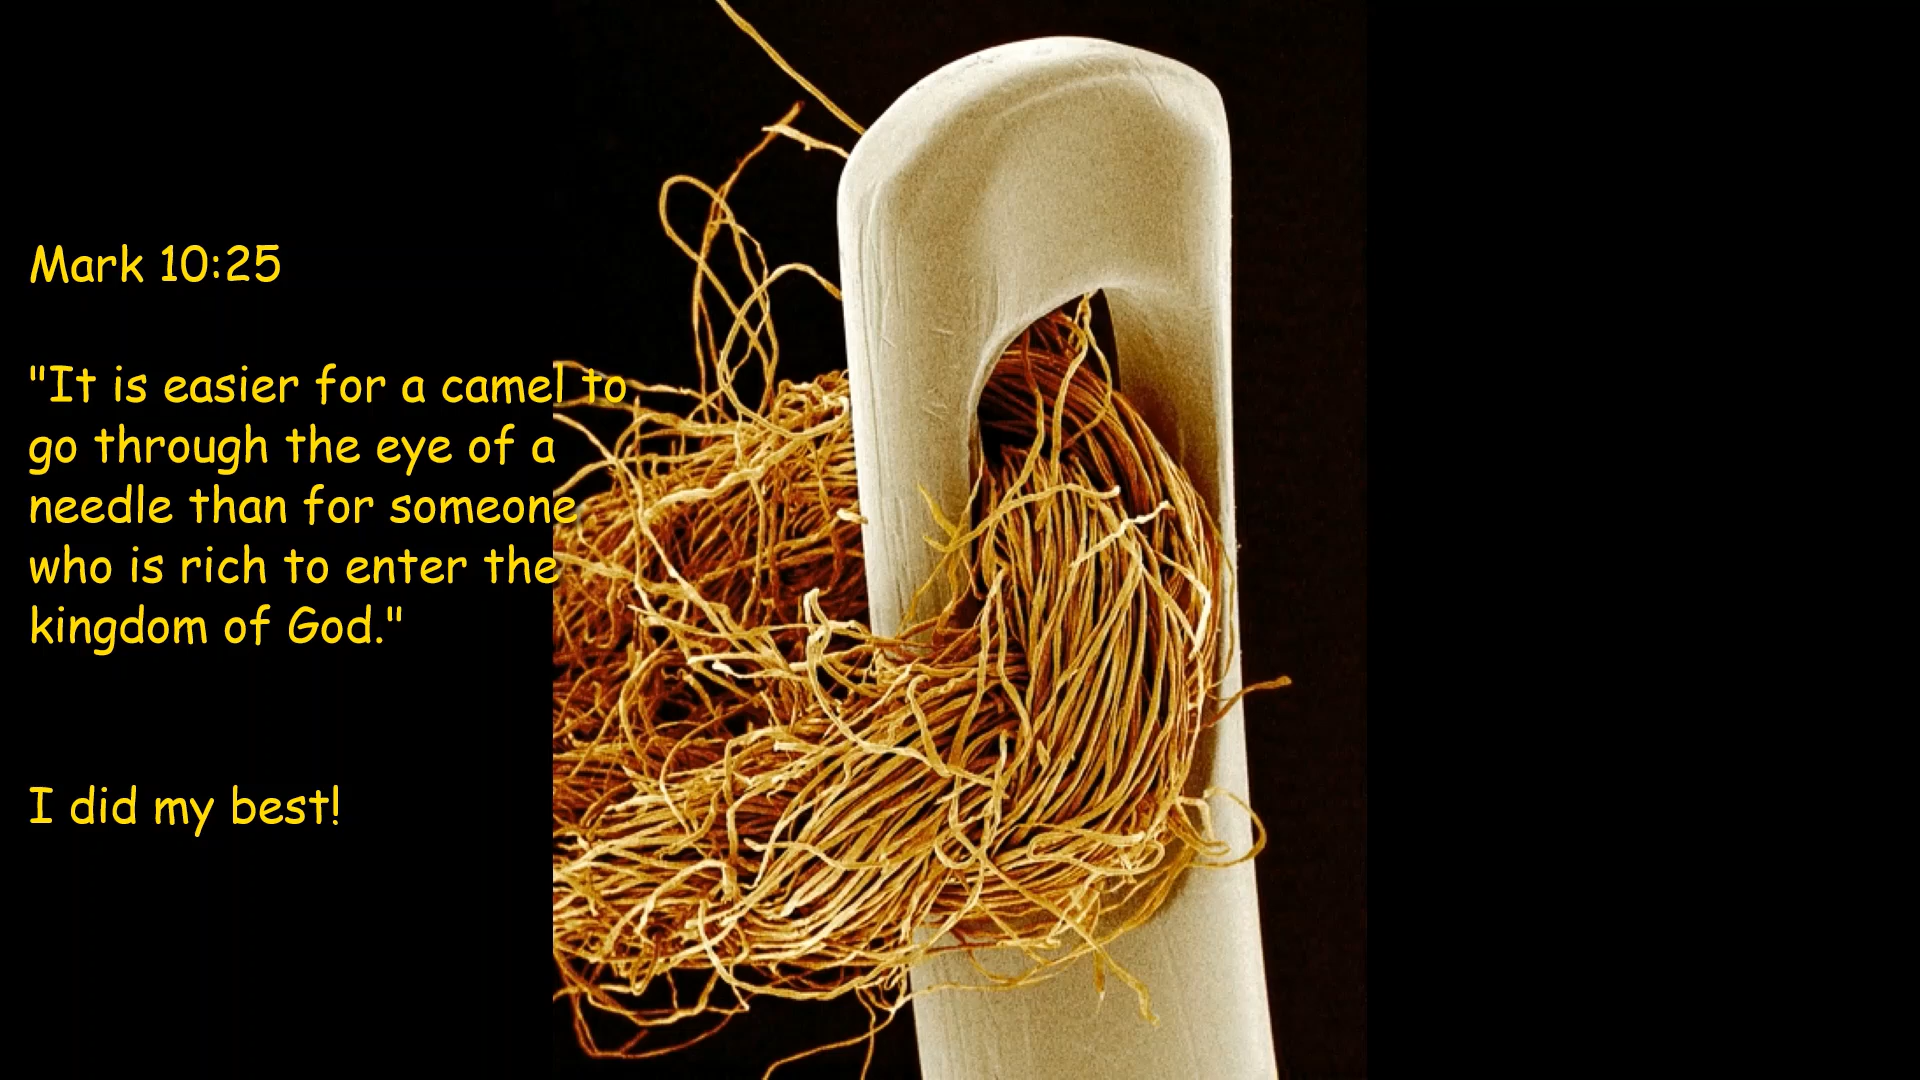 Mark 10:25
"It is easier for a camel to
go through the eye of a
needle than for someone
who is rich to enter the
kingdom of God."
I did my best!